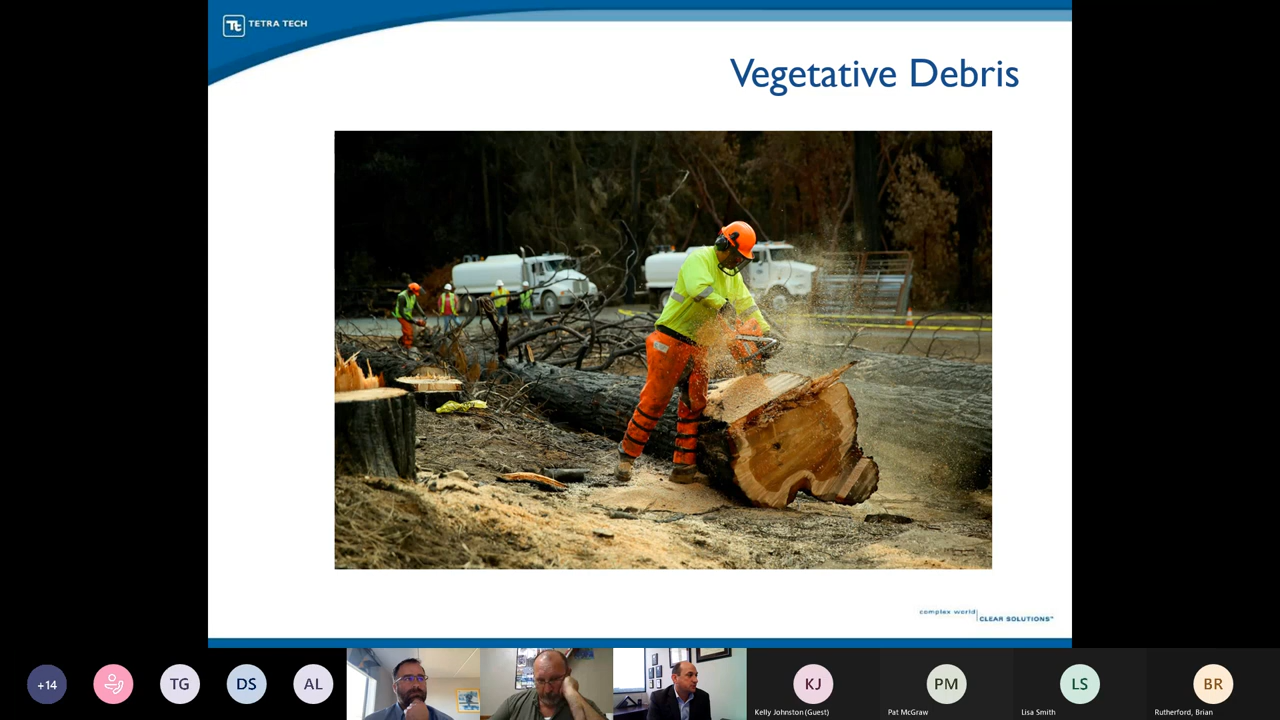 TETRA TECH
Vegetative Debris
complex world
CLEAR SOLUTIONS™
+14
TG
DS
AL
KJ
Kelly Johnston (Guest)
PM
Pat McGraw
LS
Lisa Smith
BR
Rutherford, Brian